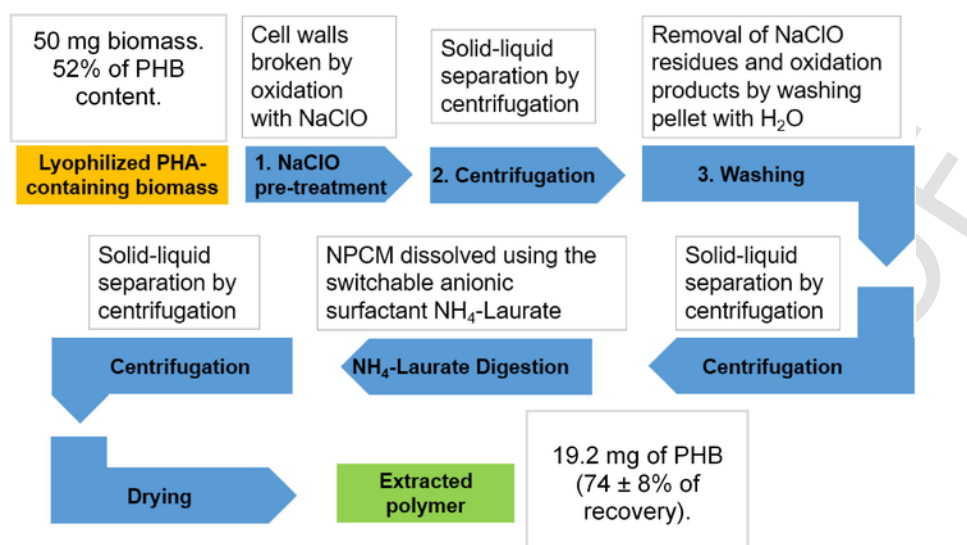 50 mg biomass.
52% of PHB
content.
Cell walls
broken by
oxidation
with NaClO
Solid-liquid
separation by
centrifugation
Removal of NaClO
residues and oxidation
products by washing
pellet with H₂O
Lyophilized PHA-
containing biomass
1. NaClO
pre-treatment
2. Centrifugation
3. Washing
Solid-liquid
separation by
centrifugation
NPCM dissolved using the
switchable anionic
surfactant NH₄-Laurate
Solid-liquid
separation by
centrifugation
Centrifugation
NH₄-Laurate Digestion
Centrifugation
Drying
Extracted
polymer
19.2 mg of PHB
(74 ± 8% of
recovery).